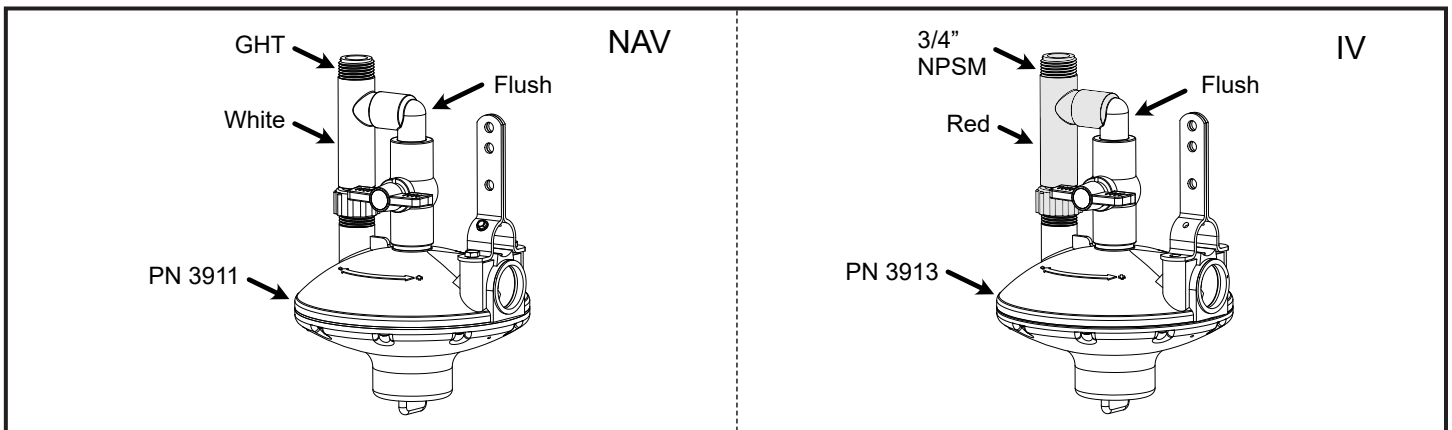 NAV
GHT
Flush
White
PN 3911
IV
3/4”
NPSM
Flush
Red
PN 3913